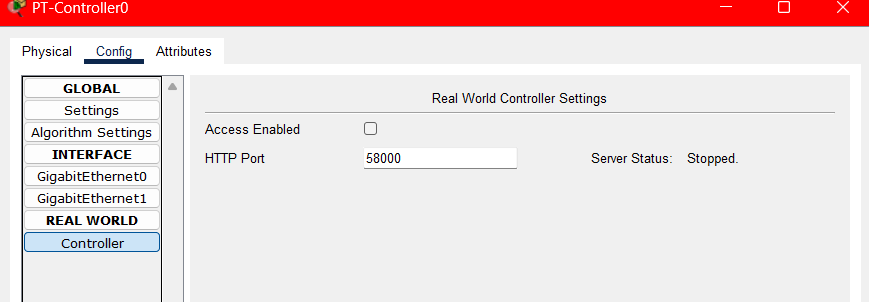 PT-Controller0
Physical Config Attributes
GLOBAL
Settings
Algorithm Settings
INTERFACE
GigabitEthernet0
GigabitEthernet1
REAL WORLD
Controller
Real World Controller Settings
Access Enabled
HTTP Port 58000 Server Status: Stopped.